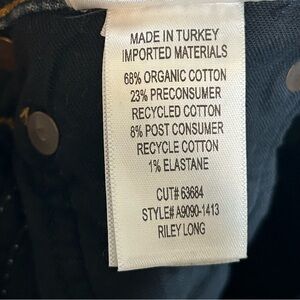 MADE IN TURKEY
IMPORTED MATERIALS
68% ORGANIC COTTON
23% PRECONSUMER
RECYCLED COTTON
8% POST CONSUMER
RECYCLE COTTON
1% ELASTANE
CUT# 63684
STYLE# A9090-1413
RILEY LONG